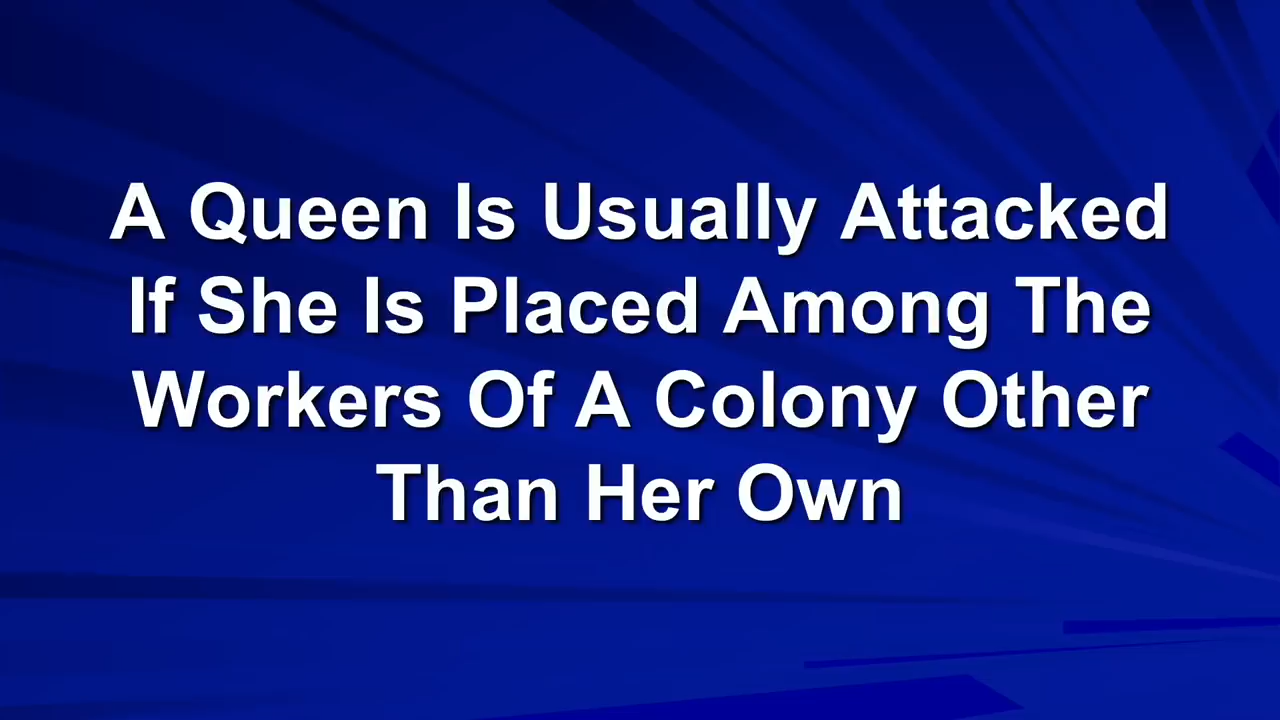 A Queen Is Usually Attacked
If She Is Placed Among The
Workers Of A Colony Other
Than Her Own